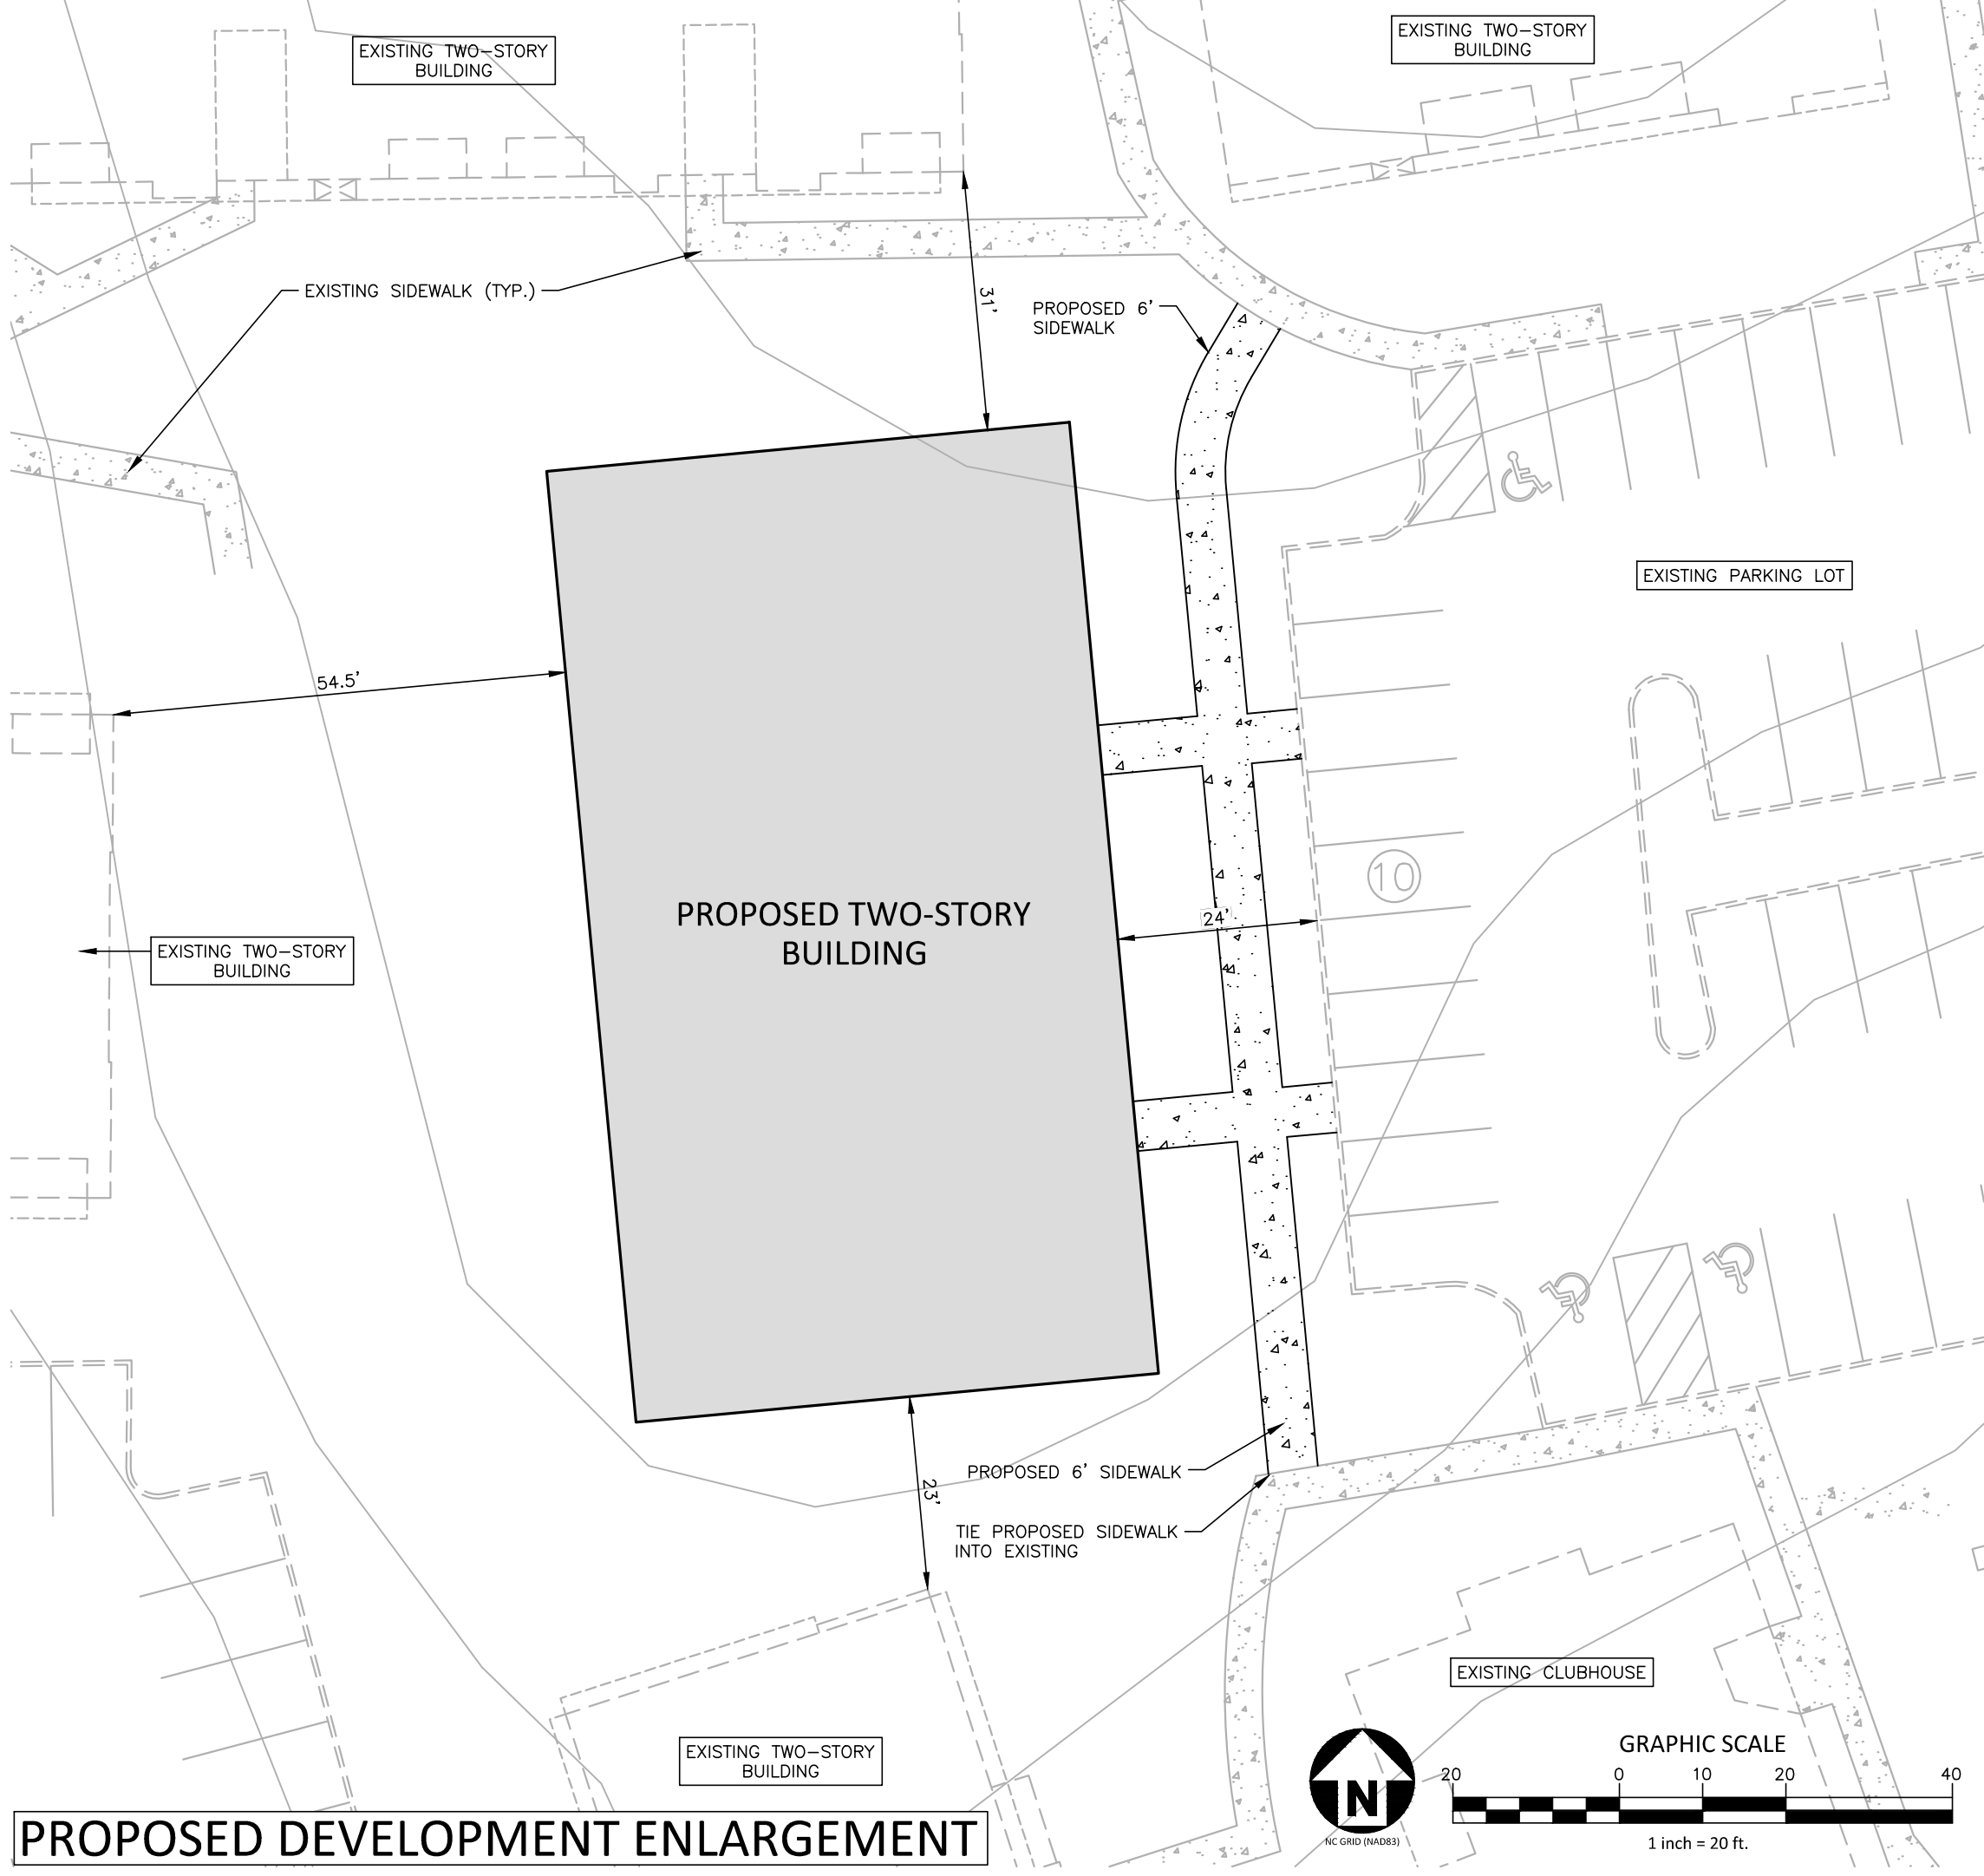 EXISTING TWO-STORY
BUILDING
EXISTING TWO-STORY
BUILDING
EXISTING SIDEWALK (TYP.)
31'
PROPOSED 6'
SIDEWALK
EXISTING PARKING LOT
54.5'
10
PROPOSED TWO-STORY
BUILDING
24'
EXISTING TWO-STORY
BUILDING
PROPOSED 6' SIDEWALK
23'
TIE PROPOSED SIDEWALK
INTO EXISTING
EXISTING CLUBHOUSE
EXISTING TWO-STORY
BUILDING
N
NC GRID (NAD83)
GRAPHIC SCALE
20 0 10 20 40
1 inch = 20 ft.
PROPOSED DEVELOPMENT ENLARGEMENT